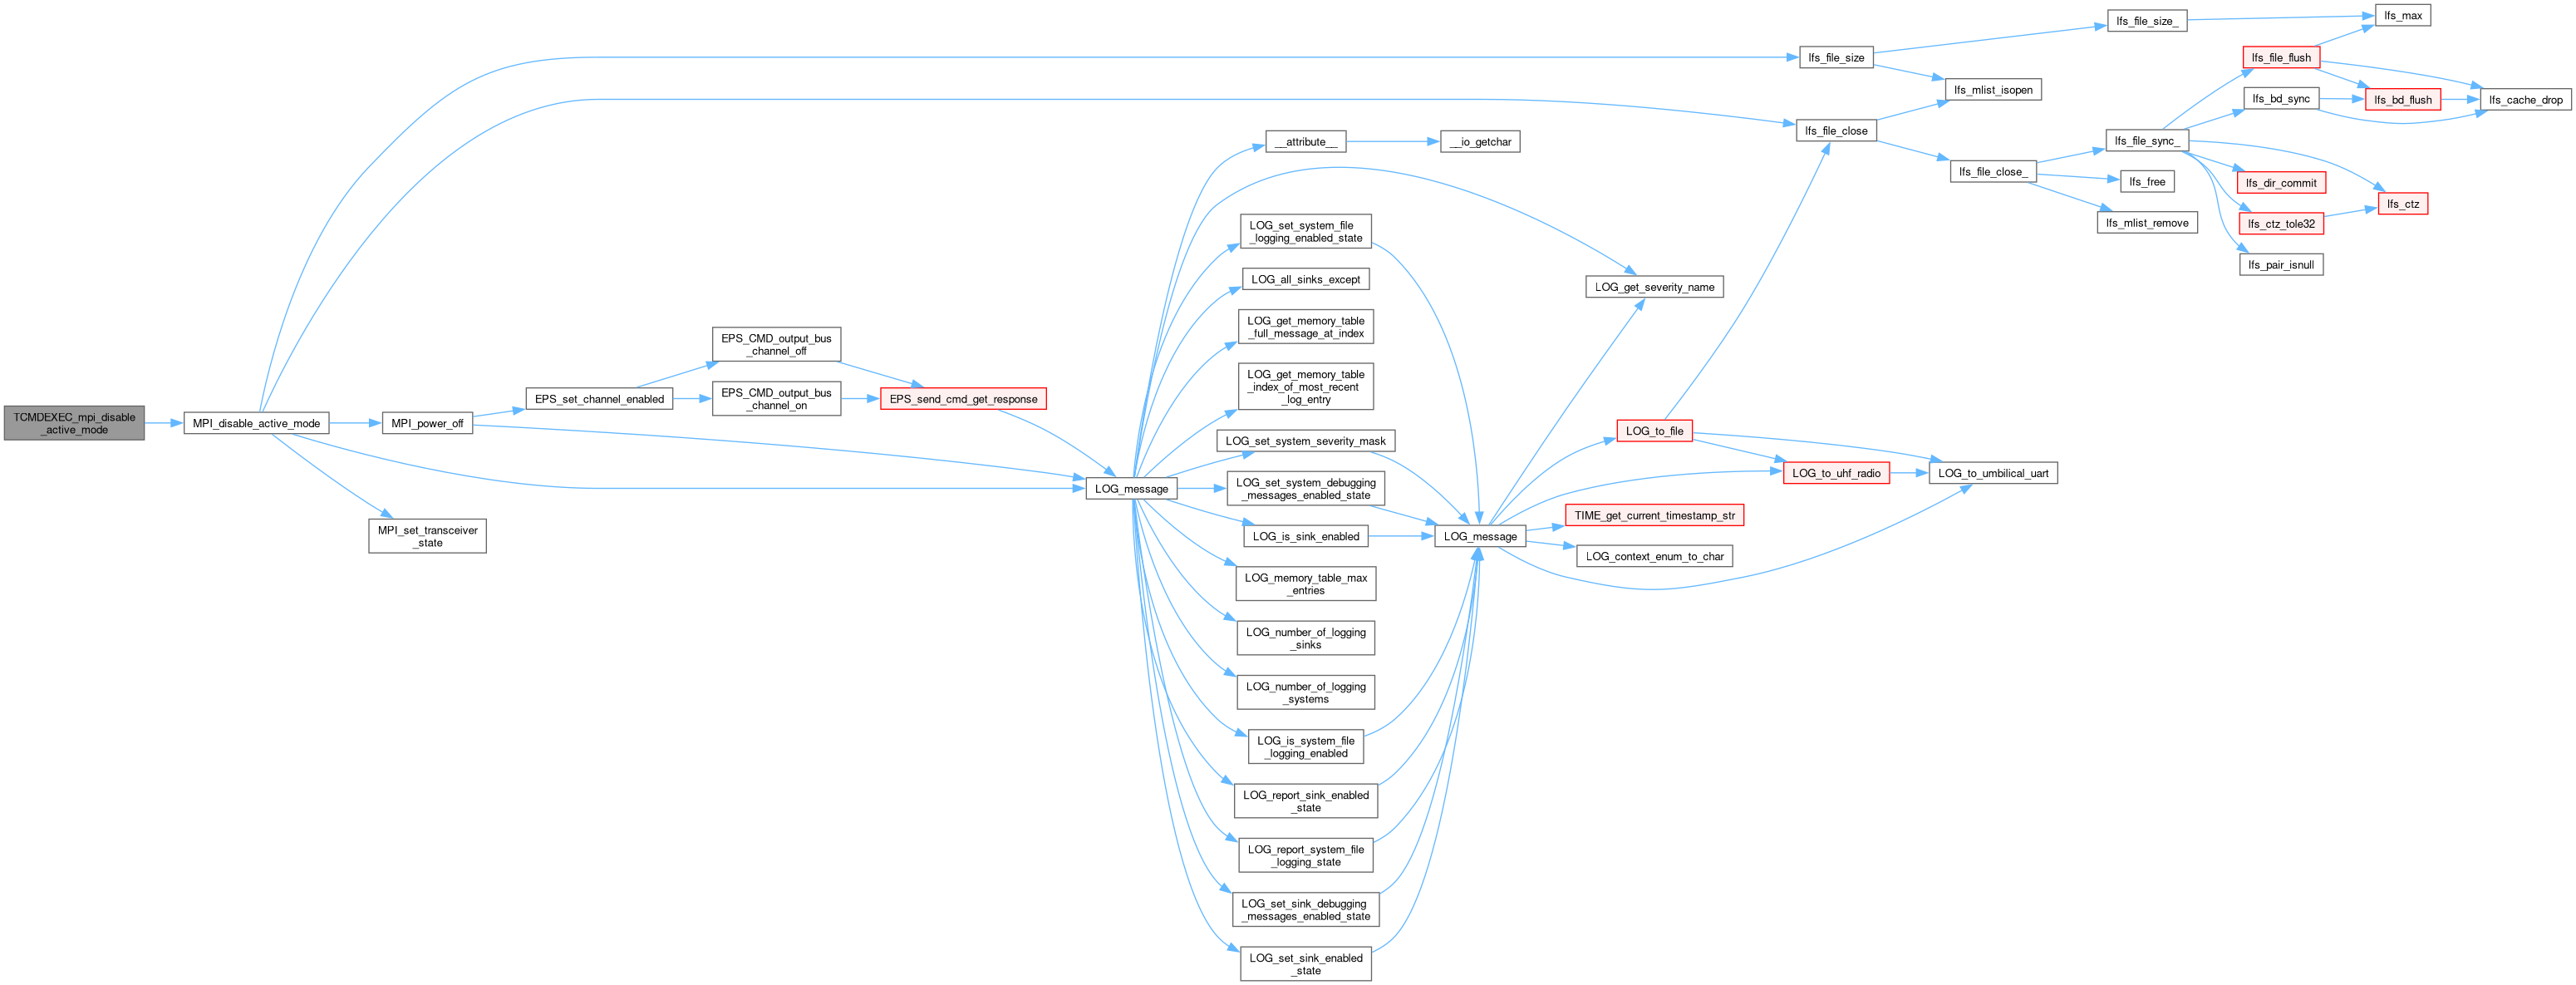 TCMDEXEC_mpi_disable
_active_mode
MPI_disable_active_mode
lfs_file_size
lfs_file_size_
lfs_max
lfs_mlist_isopen
lfs_file_close
lfs_file_close_
lfs_file_sync_
lfs_file_flush
lfs_bd_flush
lfs_cache_drop
lfs_bd_sync
lfs_dir_commit
lfs_ctz
lfs_ctz_tole32
lfs_pair_isnull
lfs_free
lfs_mlist_remove
MPI_power_off
EPS_set_channel_enabled
EPS_CMD_output_bus
_channel_off
EPS_CMD_output_bus
_channel_on
EPS_send_cmd_get_response
MPI_set_transceiver
_state
LOG_message
__attribute__
__io_getchar
LOG_set_system_file
_logging_enabled_state
LOG_all_sinks_except
LOG_get_memory_table
_full_message_at_index
LOG_get_memory_table
_index_of_most_recent
_log_entry
LOG_set_system_severity_mask
LOG_set_system_debugging
_messages_enabled_state
LOG_is_sink_enabled
LOG_memory_table_max
_entries
LOG_number_of_logging
_sinks
LOG_number_of_logging
_systems
LOG_is_system_file
_logging_enabled
LOG_report_sink_enabled
_state
LOG_report_system_file
_logging_state
LOG_set_sink_debugging
_messages_enabled_state
LOG_set_sink_enabled
_state
LOG_message
LOG_get_severity_name
LOG_to_file
LOG_to_uhf_radio
LOG_to_umbilical_uart
TIME_get_current_timestamp_str
LOG_context_enum_to_char